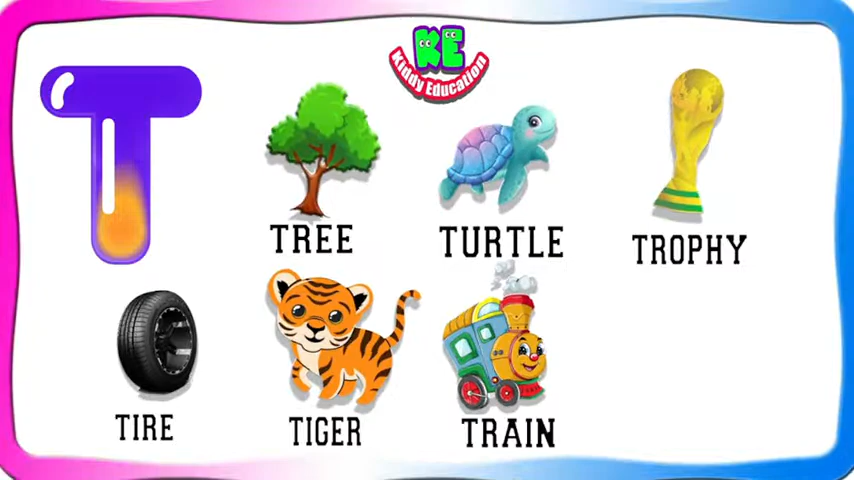 KE
Kiddy Education
T
TREE
TURTLE
TROPHY
TIRE
TIGER
TRAIN